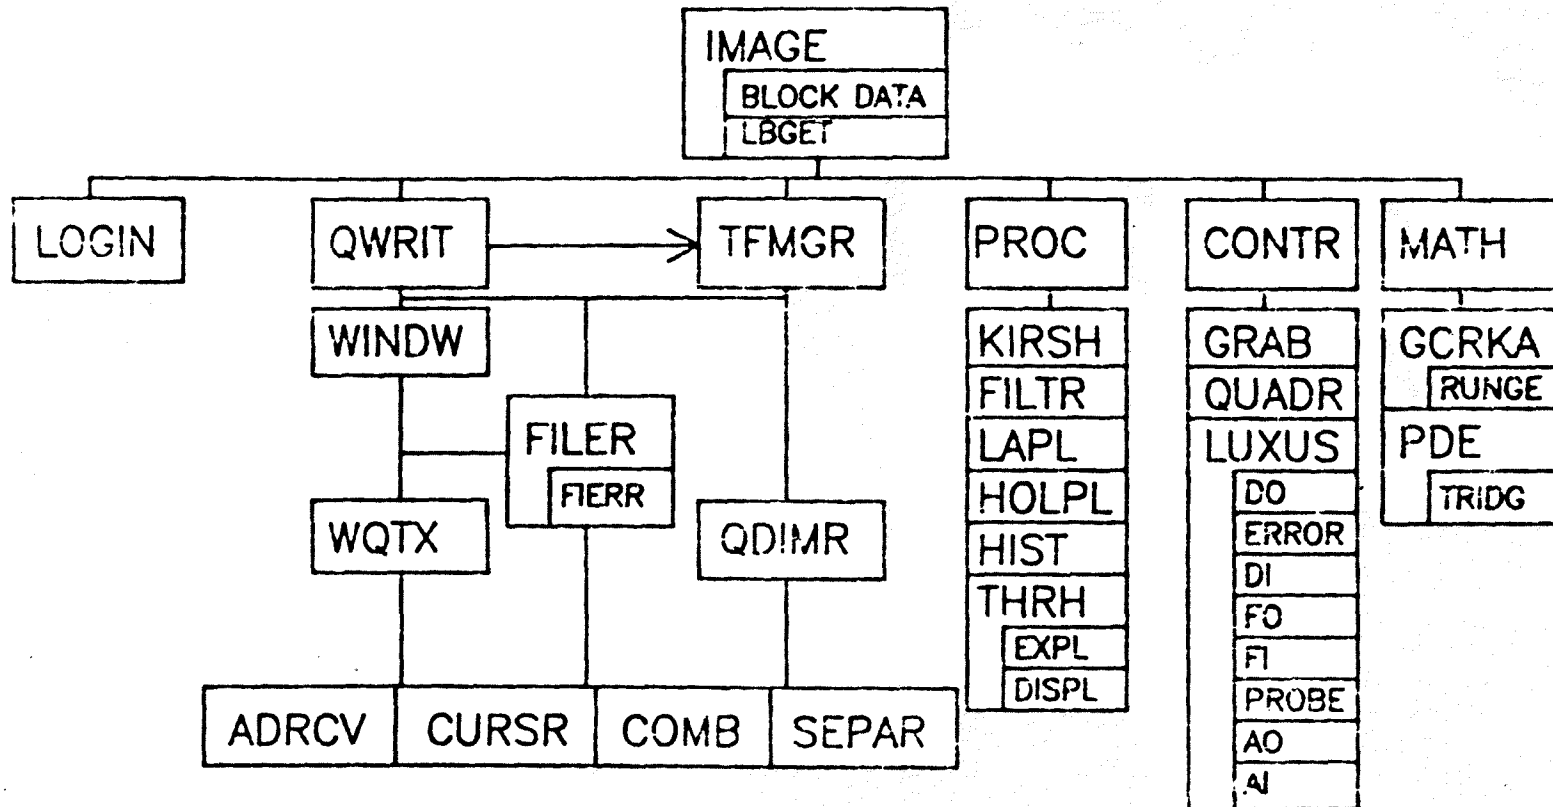 IMAGE
BLOCK DATA
LBGET
LOGIN
QWRIT
TFMGR
PROC
CONTR
MATH
WINDW
FILER
FIERR
WQTX
QDIMR
ADRCV
CURSR
COMB
SEPAR
KIRSH
FILTR
LAPL
HOLPL
HIST
THRH
EXPL
DISPL
GRAB
QUADR
LUXUS
DO
ERROR
DI
FO
FI
PROBE
AO
AI
GCRKA
RUNGE
PDE
TRIDG